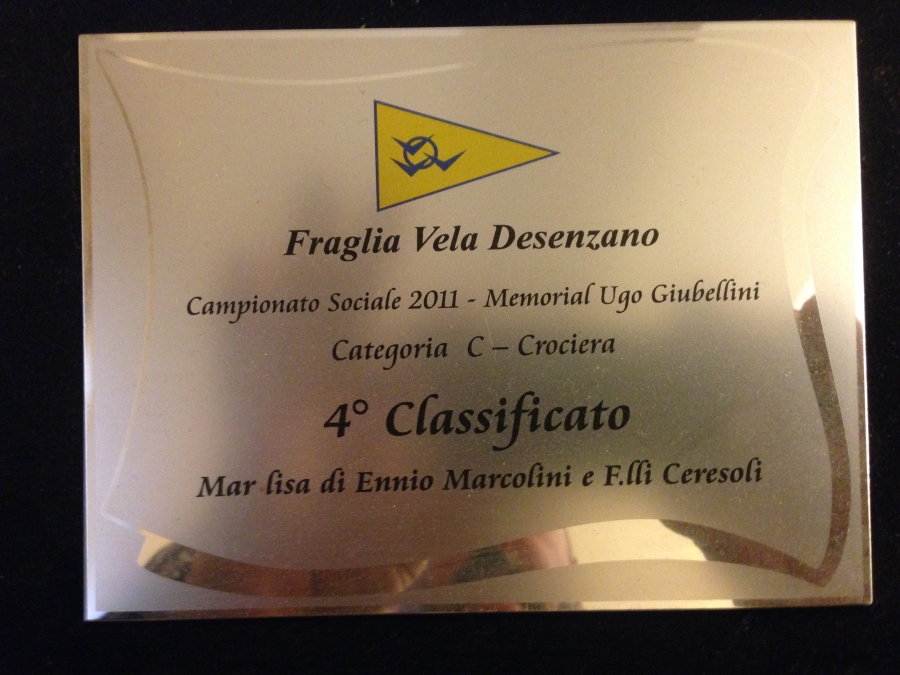 Fraglia Vela Desenzano
Campionato Sociale 2011 - Memorial Ugo Giubellini
Categoria C – Crociera
4° Classificato
Mar lisa di Ennio Marcolini e F.lli Ceresoli